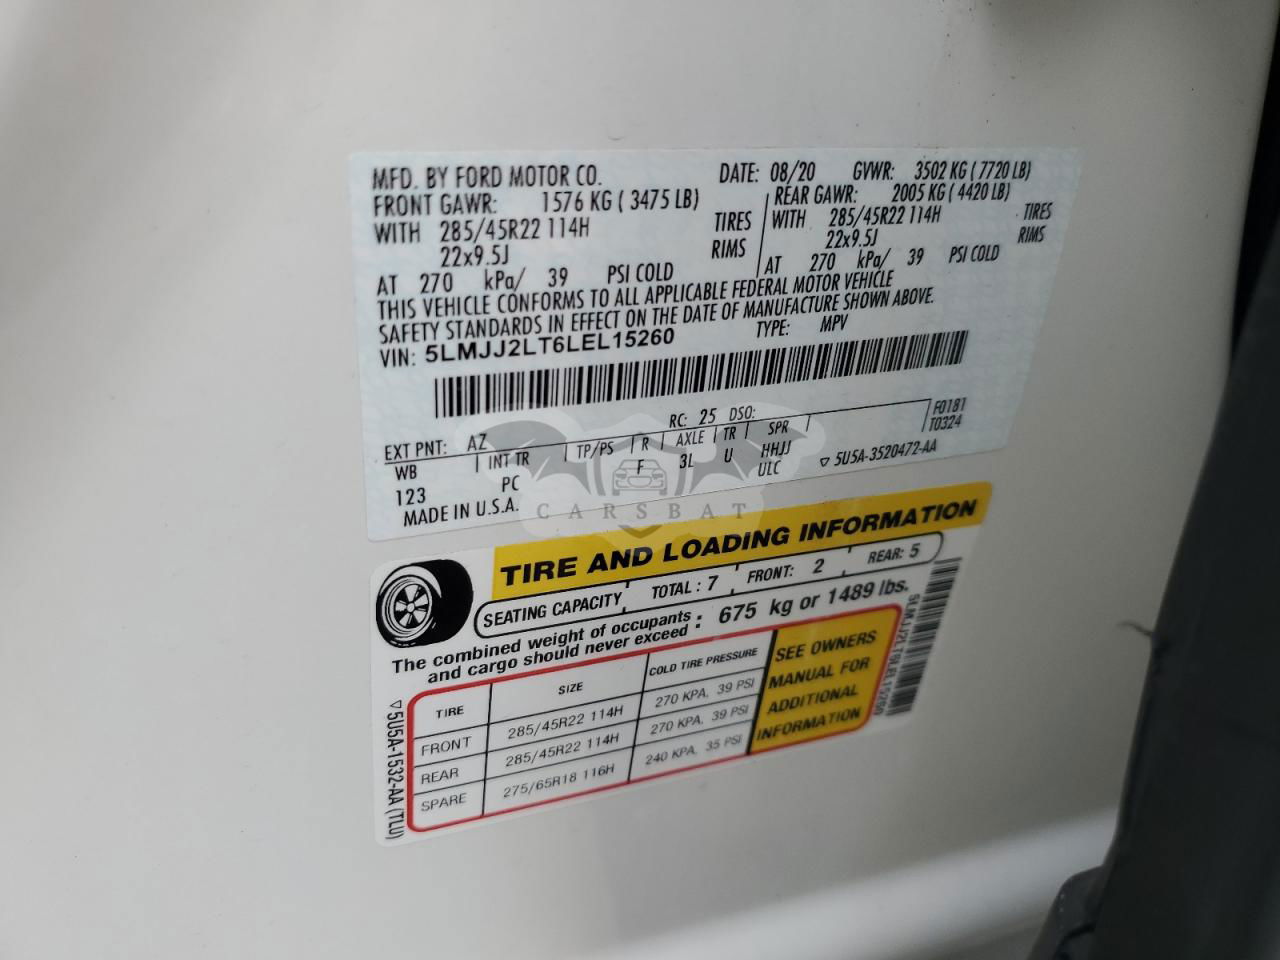 MFD. BY FORD MOTOR CO. DATE: 08/20 GVWR: 3502 KG ( 7720 LB)
FRONT GAWR: 1576 KG ( 3475 LB) REAR GAWR: 2005 KG ( 4420 LB)
WITH 285/45R22 114H TIRES WITH 285/45R22 114H TIRES
22x9.5J RIMS 22x9.5J RIMS
AT 270 kPa/ 39 PSI COLD AT 270 kPa/ 39 PSI COLD
THIS VEHICLE CONFORMS TO ALL APPLICABLE FEDERAL MOTOR VEHICLE
SAFETY STANDARDS IN EFFECT ON THE DATE OF MANUFACTURE SHOWN ABOVE.
VIN: 5LMJJ2LT6LEL15260 TYPE: MPV
F0181
EXT PNT: AZ RC: 25 DSO: T0324
WB INT TR TP/PS R AXLE TR SPR
123 PC F 3L U HHJJ
ULC ▽ 5U5A-3520472-AA
MADE IN U.S.A.
CARSBAT
TIRE AND LOADING INFORMATION
SEATING CAPACITY TOTAL : 7 FRONT: 2 REAR: 5
The combined weight of occupants and cargo should never exceed : 675 kg or 1489 lbs.
TIRE SIZE COLD TIRE PRESSURE
FRONT 285/45R22 114H 270 KPA, 39 PSI
REAR 285/45R22 114H 270 KPA, 39 PSI
SPARE 275/65R18 116H 240 KPA, 35 PSI
SEE OWNERS
MANUAL FOR
ADDITIONAL
INFORMATION
▽5U5A-1532-AA (TLU)
5LMJJ2LT6LEL15260